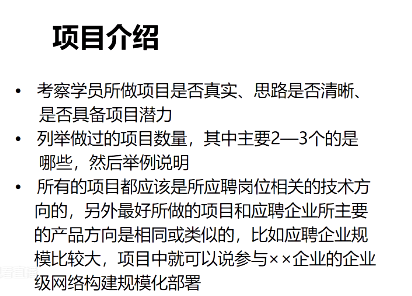 项目介绍
• 考察学员所做项目是否真实、思路是否清晰、
是否具备项目潜力
• 列举做过的项目数量，其中主要2—3个的是
哪些，然后举例说明
• 所有的项目都应该是所应聘岗位相关的技术方
向的，另外最好所做的项目和应聘企业所主要
的产品方向是相同或类似的，比如应聘企业规
模比较大，项目中就可以说参与××企业的企业
级网络构建规模化部署